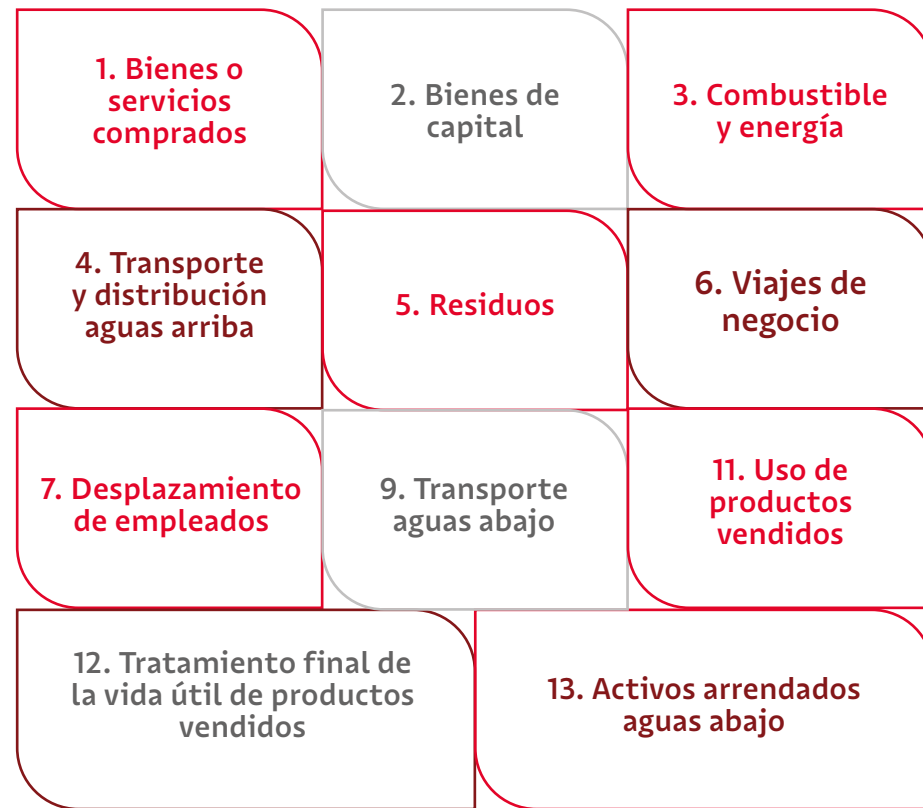 1. Bienes o
servicios
comprados
2. Bienes de
capital
3. Combustible
y energía
4. Transporte
y distribución
aguas arriba
5. Residuos
6. Viajes de
negocio
7. Desplazamiento
de empleados
9. Transporte
aguas abajo
11. Uso de
productos
vendidos
12. Tratamiento final de
la vida útil de productos
vendidos
13. Activos arrendados
aguas abajo